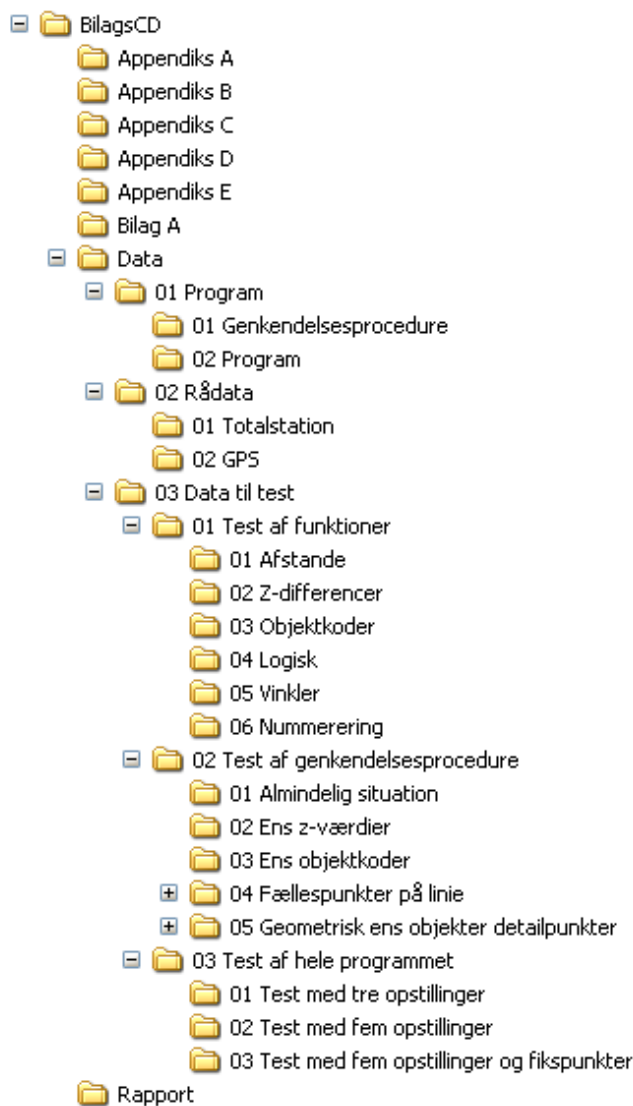 BilagsCD
Appendiks A
Appendiks B
Appendiks C
Appendiks D
Appendiks E
Bilag A
Data
01 Program
01 Genkendelsesprocedure
02 Program
02 Rådata
01 Totalstation
02 GPS
03 Data til test
01 Test af funktioner
01 Afstande
02 Z-differencer
03 Objektkoder
04 Logisk
05 Vinkler
06 Nummerering
02 Test af genkendelsesprocedure
01 Almindelig situation
02 Ens z-værdier
03 Ens objektkoder
04 Fællespunkter på linie
05 Geometrisk ens objekter detailpunkter
03 Test af hele programmet
01 Test med tre opstillinger
02 Test med fem opstillinger
03 Test med fem opstillinger og fikspunkter
Rapport